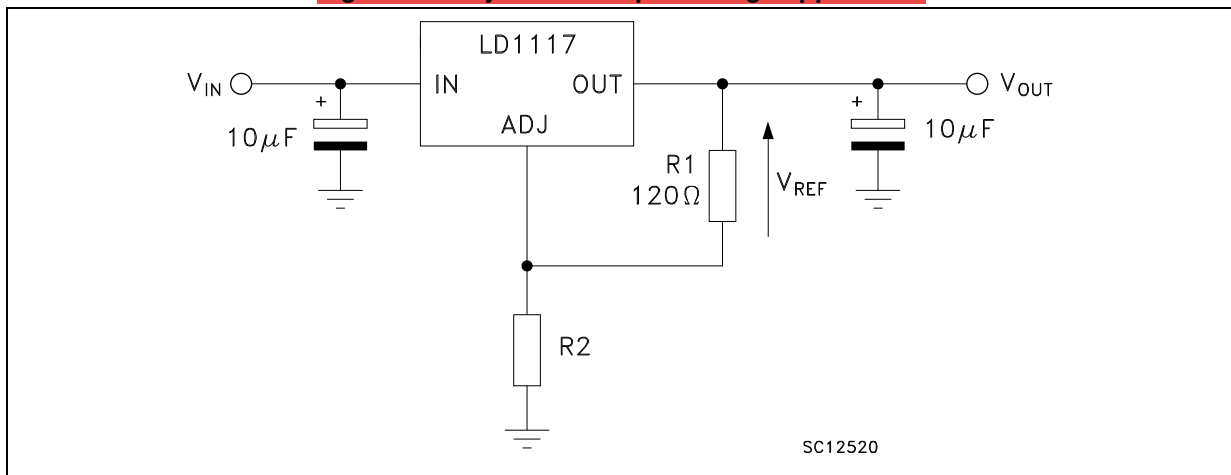 LD1117
V_IN
IN
OUT
V_OUT
ADJ
+
10μF
R1
120Ω
V_REF
+
10μF
R2
SC12520